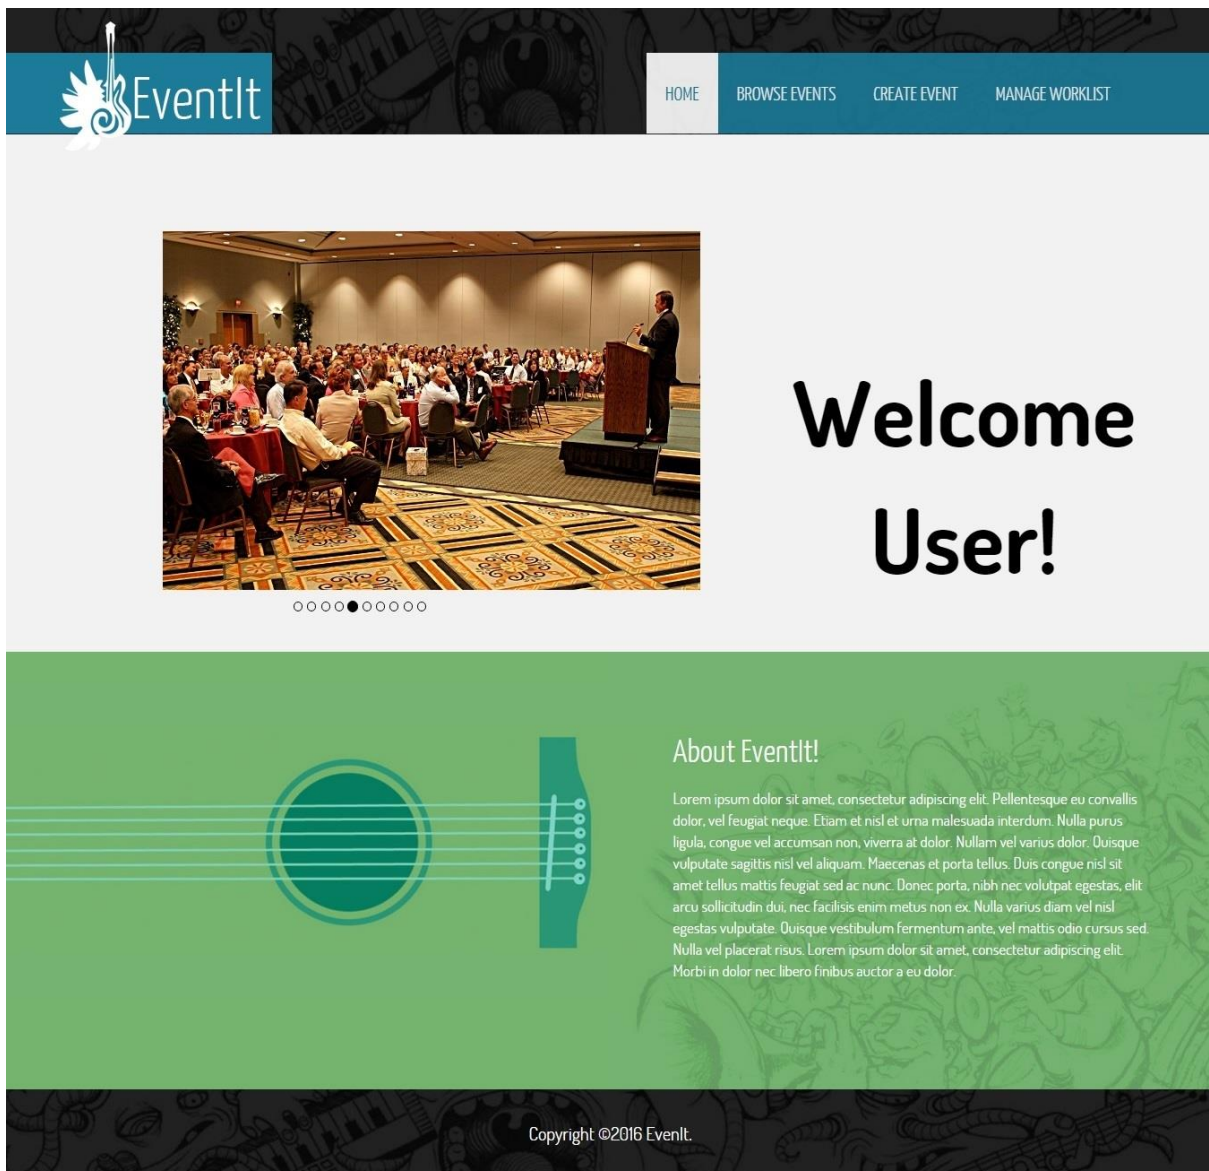 EventIt
HOME BROWSE EVENTS CREATE EVENT MANAGE WORKLIST
Welcome
User!
About EventIt!
Lorem ipsum dolor sit amet, consectetur adipiscing elit. Pellentesque eu convallis
dolor, vel feugiat neque. Etiam et nisl et urna malesuada interdum. Nulla purus
ligula, congue vel accumsan non, viverra at dolor. Nullam vel varius dolor. Quisque
vulputate sagittis nisl vel aliquam. Maecenas et porta tellus. Duis congue nisl sit
amet tellus mattis feugiat sed ac nunc. Donec porta, nibh nec volutpat egestas, elit
arcu sollicitudin dui, nec facilisis enim metus non ex. Nulla varius diam vel nisl
egestas vulputate. Quisque vestibulum fermentum ante, vel mattis odio cursus sed.
Nulla vel placerat risus. Lorem ipsum dolor sit amet, consectetur adipiscing elit.
Morbi in dolor nec libero finibus auctor a eu dolor.
Copyright ©2016 EvenIt.